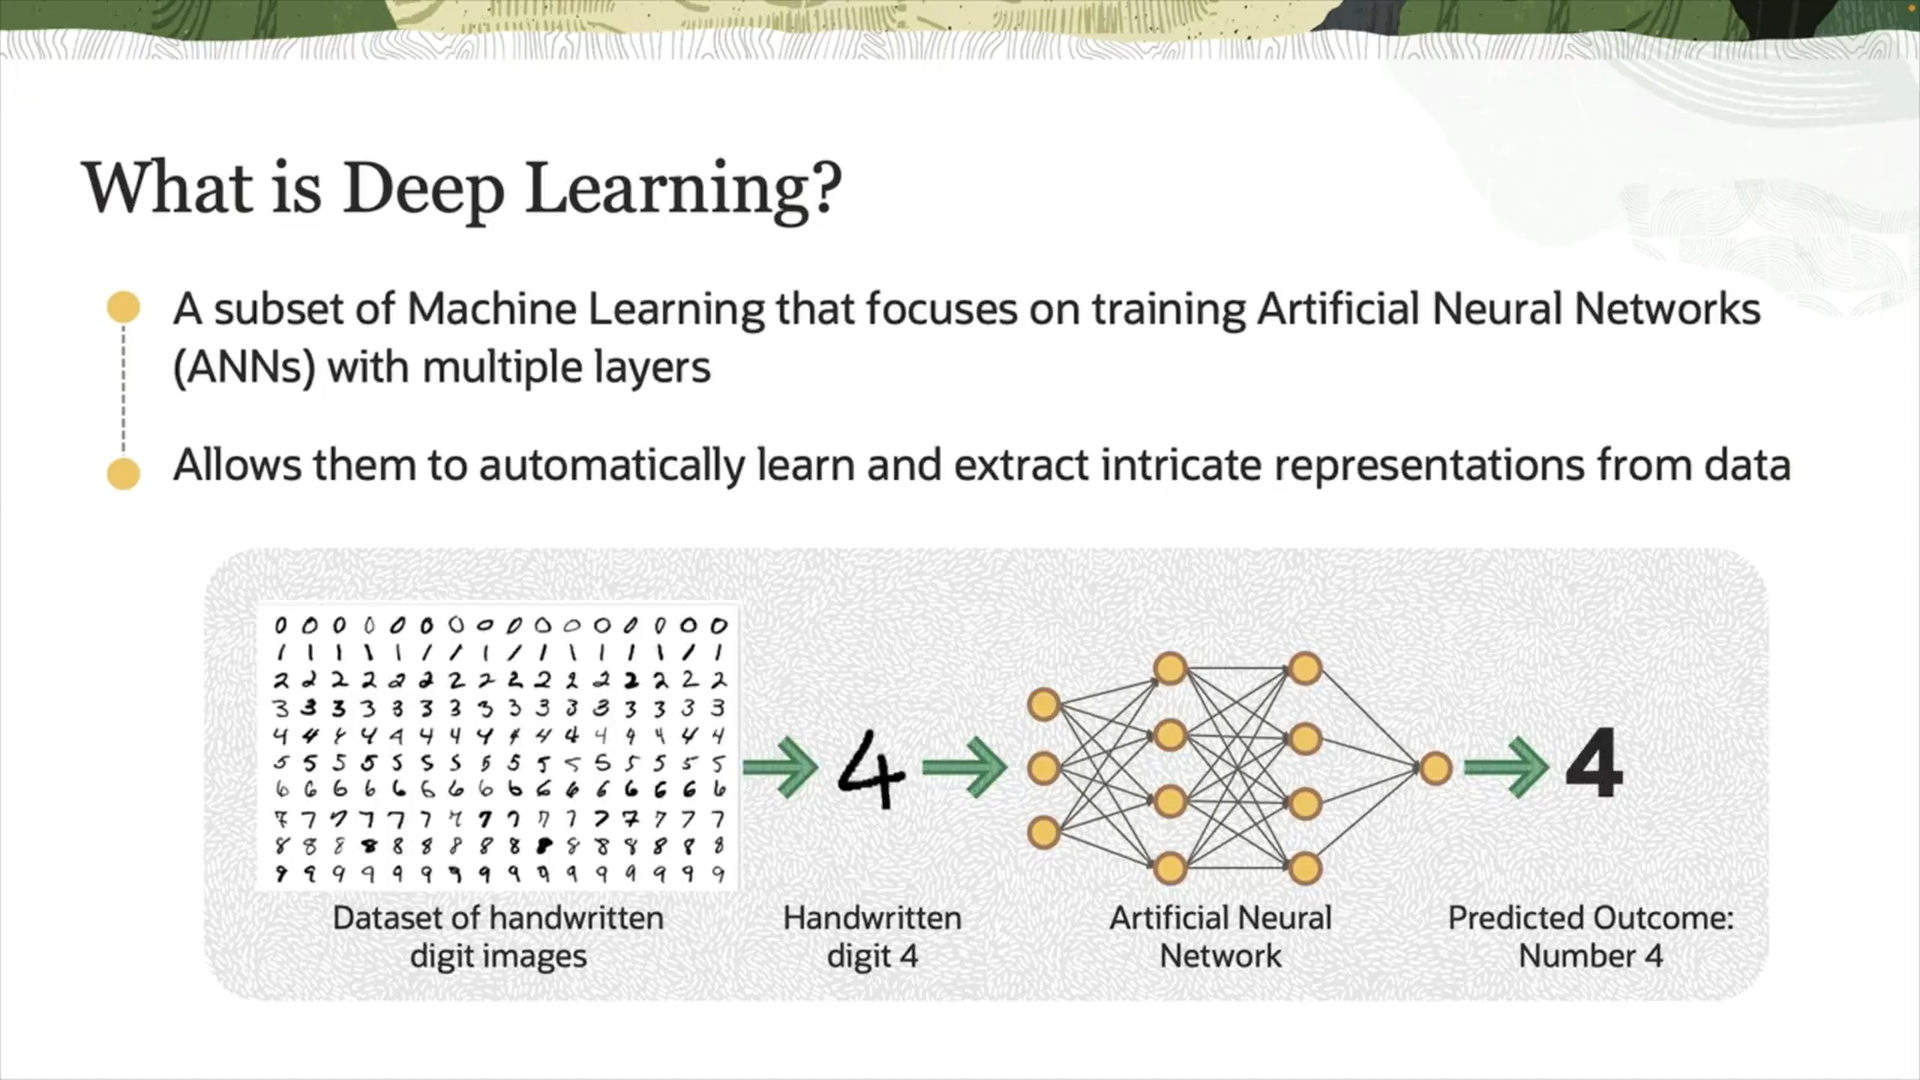 What is Deep Learning?
A subset of Machine Learning that focuses on training Artificial Neural Networks
(ANNs) with multiple layers
Allows them to automatically learn and extract intricate representations from data
0 0 0 0 0 0 0 0 0 0 0 0 0 0 0 0
1 1 1 1 1 1 1 1 1 1 1 1 1 1 1 1
2 2 2 2 2 2 2 2 2 2 2 2 2 2 2 2
3 3 3 3 3 3 3 3 3 3 3 3 3 3 3 3
4 4 4 4 4 4 4 4 4 4 4 4 4 4 4 4
5 5 5 5 5 5 5 5 5 5 5 5 5 5 5 5
6 6 6 6 6 6 6 6 6 6 6 6 6 6 6 6
7 7 7 7 7 7 7 7 7 7 7 7 7 7 7 7
8 8 8 8 8 8 8 8 8 8 8 8 8 8 8 8
9 9 9 9 9 9 9 9 9 9 9 9 9 9 9 9
Dataset of handwritten
digit images
4
Handwritten
digit 4
Artificial Neural
Network
4
Predicted Outcome:
Number 4